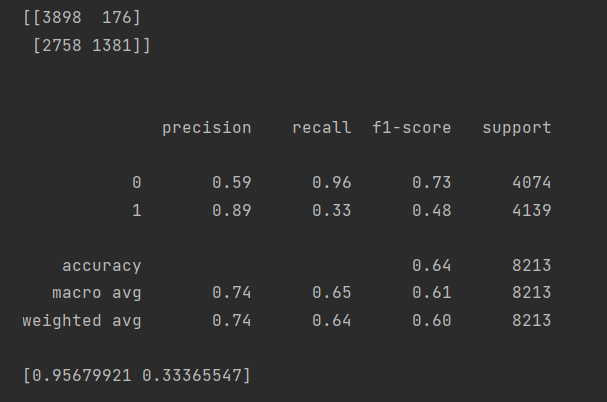 [[3898  176]
 [2758 1381]]
precision recall f1-score support
0 0.59 0.96 0.73 4074
1 0.89 0.33 0.48 4139
accuracy 0.64 8213
macro avg 0.74 0.65 0.61 8213
weighted avg 0.74 0.64 0.60 8213
[0.95679921 0.33365547]